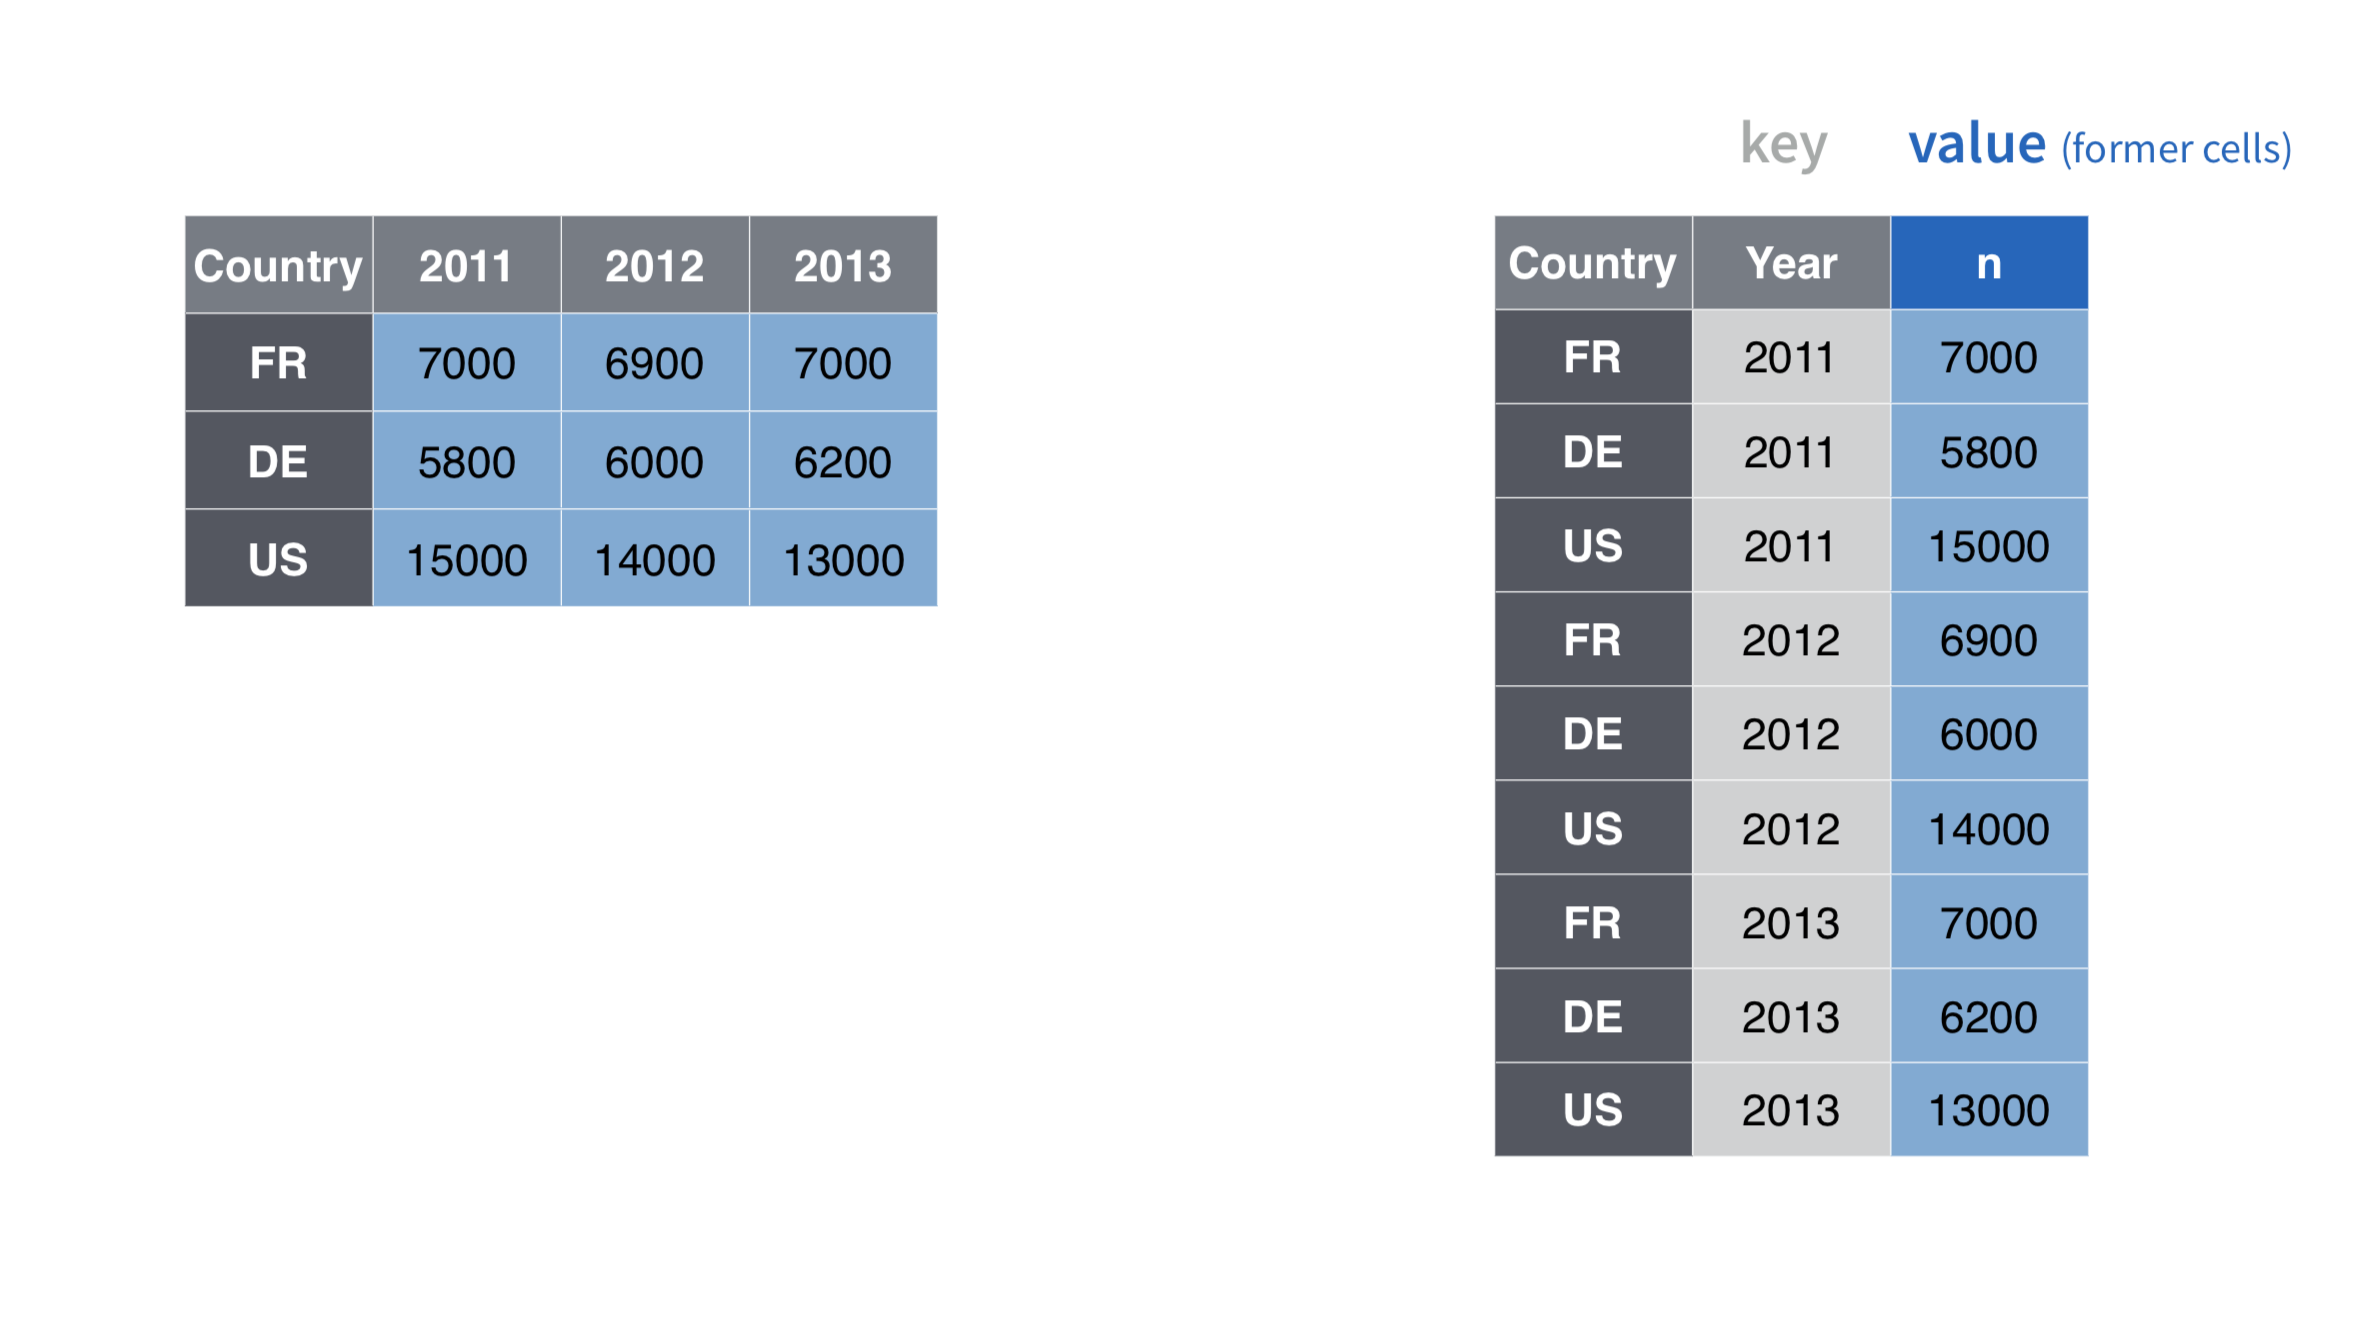 key value (former cells)
Country 2011 2012 2013
FR 7000 6900 7000
DE 5800 6000 6200
US 15000 14000 13000
Country Year n
FR 2011 7000
DE 2011 5800
US 2011 15000
FR 2012 6900
DE 2012 6000
US 2012 14000
FR 2013 7000
DE 2013 6200
US 2013 13000